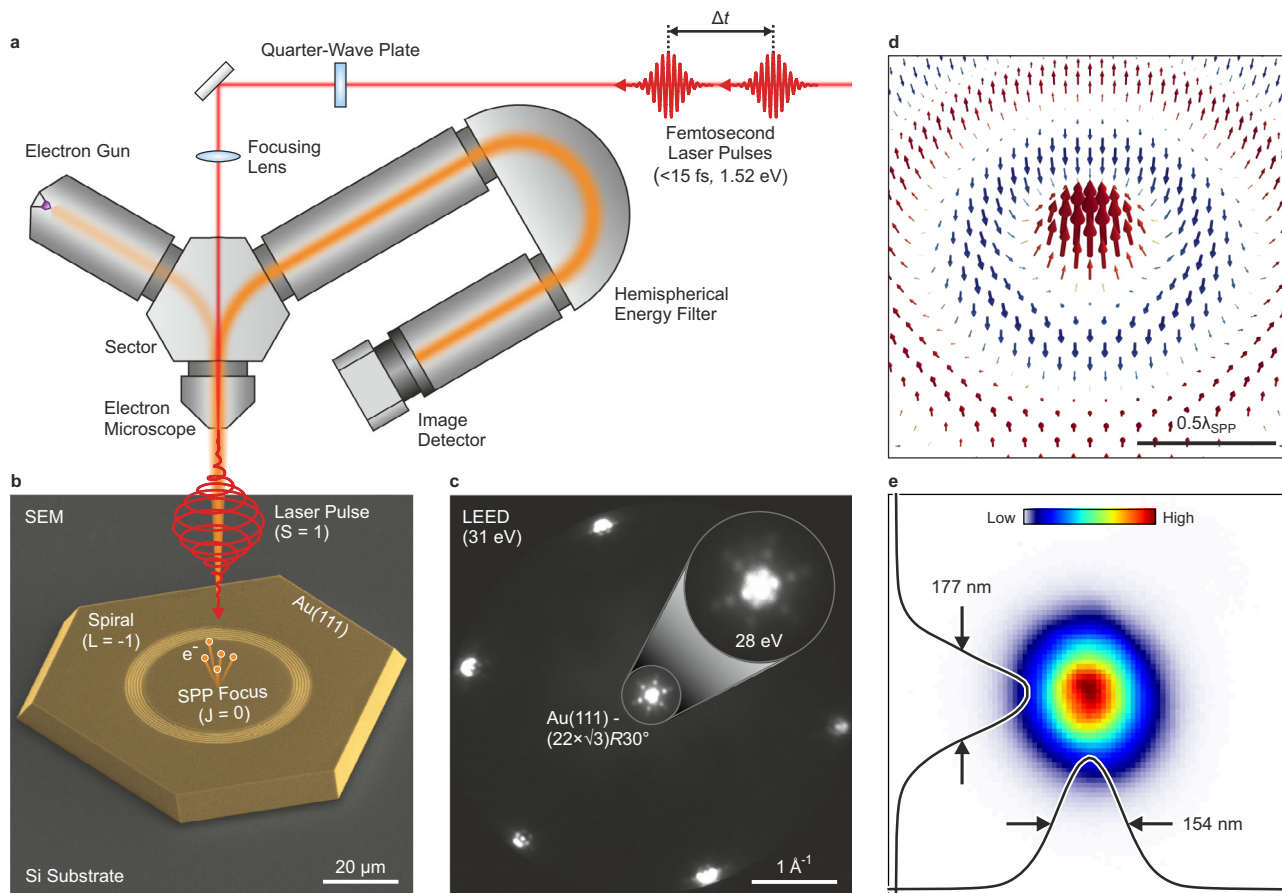 a
Δt
Quarter-Wave Plate
Femtosecond
Laser Pulses
(<15 fs, 1.52 eV)
Focusing
Lens
Electron Gun
Hemispherical
Energy Filter
Sector
Electron
Microscope
Image
Detector
b
SEM
Laser Pulse
(S = 1)
Spiral
(L = -1)
Au(111)
e-
SPP Focus
(J = 0)
Si Substrate
20 μm
c
LEED
(31 eV)
28 eV
Au(111) -
(22×√3)R30°
1 Å-1
d
0.5λSPP
e
Low
High
177 nm
154 nm